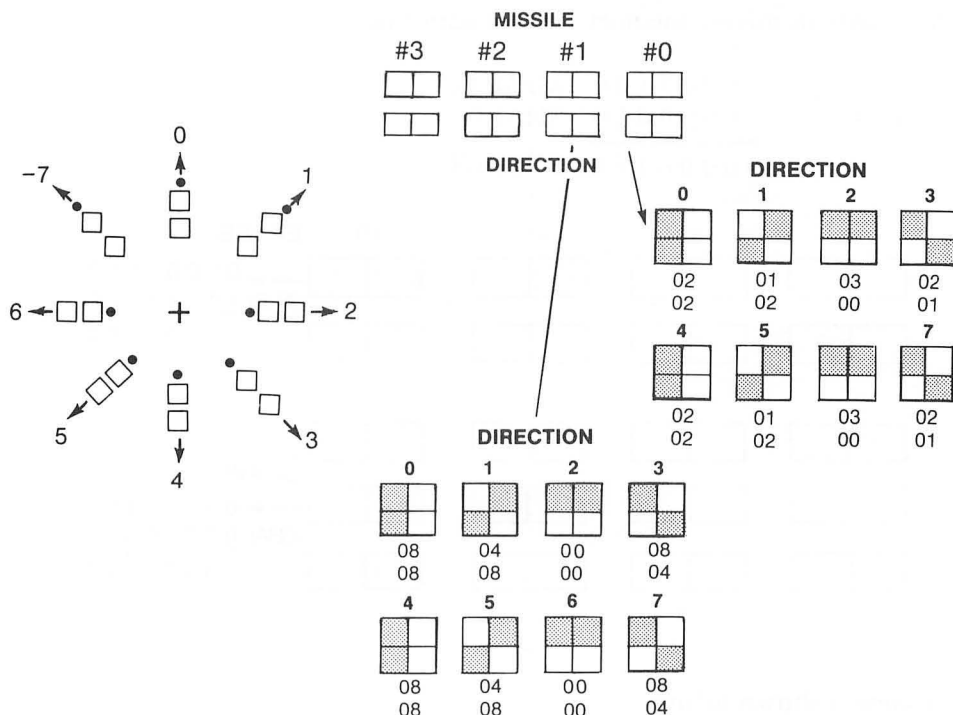 MISSILE
#3 #2 #1 #0
DIRECTION
0
1
-7
6
2
5
3
4
DIRECTION
0 1 2 3
02 01 03 02
02 02 00 01
4 5 7
02 01 03 02
02 02 00 01
DIRECTION
0 1 2 3
08 04 00 08
08 08 00 04
4 5 6 7
08 04 00 08
08 08 00 04